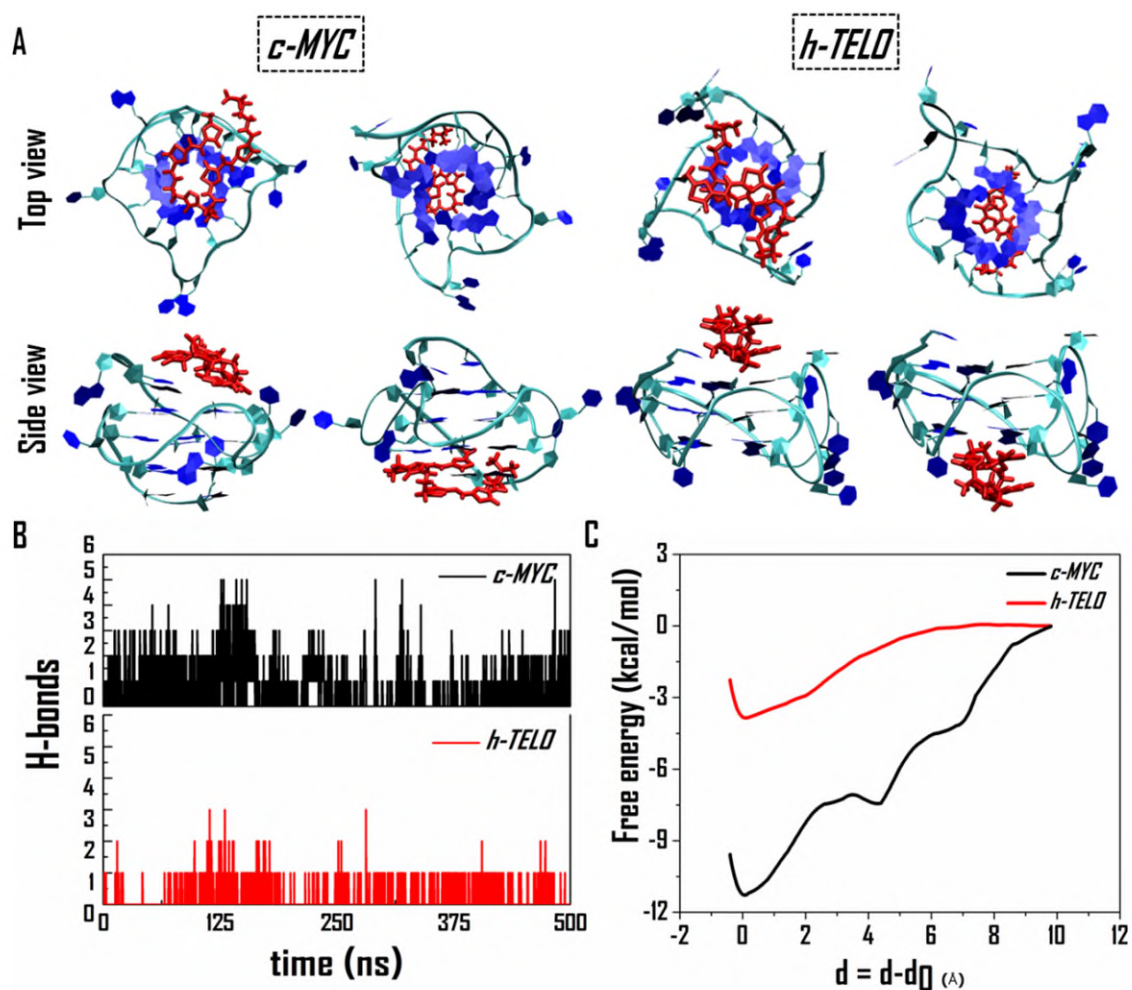 A
c-MYC
h-TELO
Top view
Side view
B
H-bonds
6
5
4
3
2
1
0
c-MYC
6
5
4
3
2
1
0
h-TELO
0 125 250 375 500
time (ns)
C
Free energy (kcal/mol)
3
0
-3
-6
-9
-12
c-MYC
h-TELO
-2 0 2 4 6 8 10 12
d = d-d0 (Å)